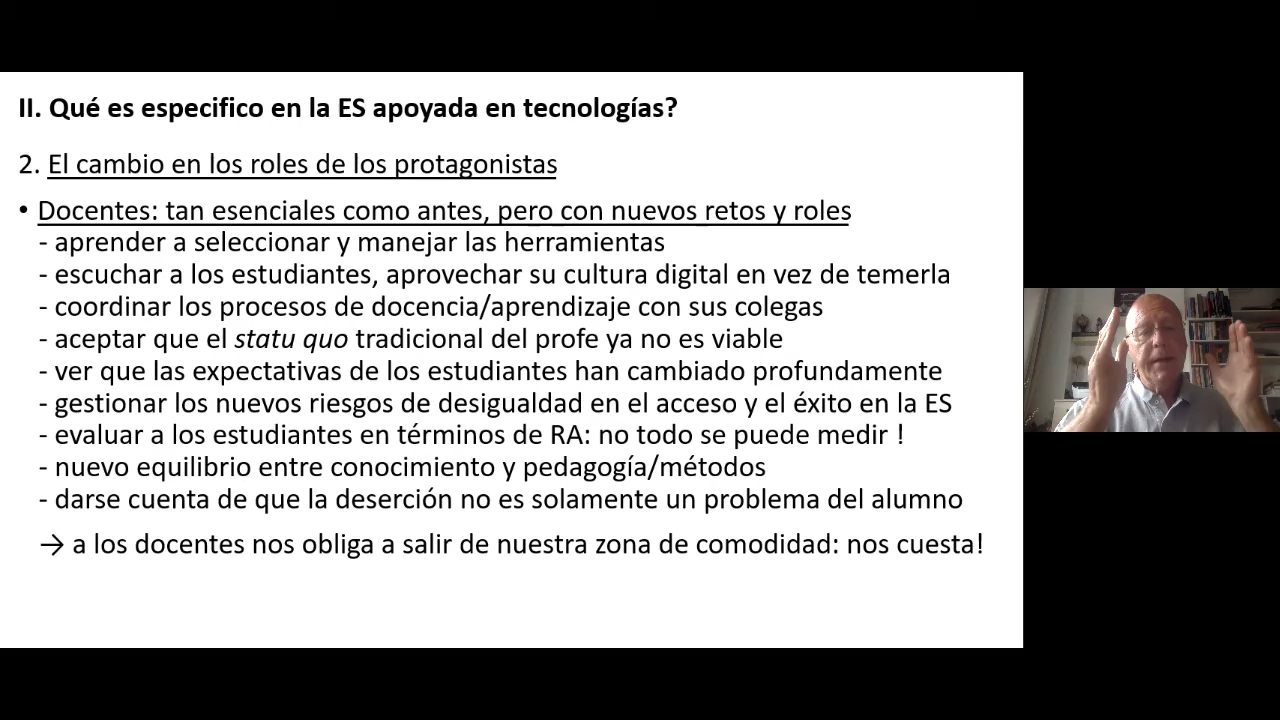 II. Qué es especifico en la ES apoyada en tecnologías?
2. El cambio en los roles de los protagonistas
• Docentes: tan esenciales como antes, pero con nuevos retos y roles
- aprender a seleccionar y manejar las herramientas
- escuchar a los estudiantes, aprovechar su cultura digital en vez de temerla
- coordinar los procesos de docencia/aprendizaje con sus colegas
- aceptar que el statu quo tradicional del profe ya no es viable
- ver que las expectativas de los estudiantes han cambiado profundamente
- gestionar los nuevos riesgos de desigualdad en el acceso y el éxito en la ES
- evaluar a los estudiantes en términos de RA: no todo se puede medir !
- nuevo equilibrio entre conocimiento y pedagogía/métodos
- darse cuenta de que la deserción no es solamente un problema del alumno
→ a los docentes nos obliga a salir de nuestra zona de comodidad: nos cuesta!